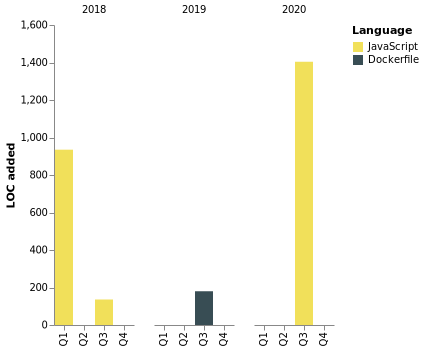 2018 2019 2020
Language
JavaScript
Dockerfile
LOC added
1,600
1,400
1,200
1,000
800
600
400
200
0
Q1 Q2 Q3 Q4 Q1 Q2 Q3 Q4 Q1 Q2 Q3 Q4